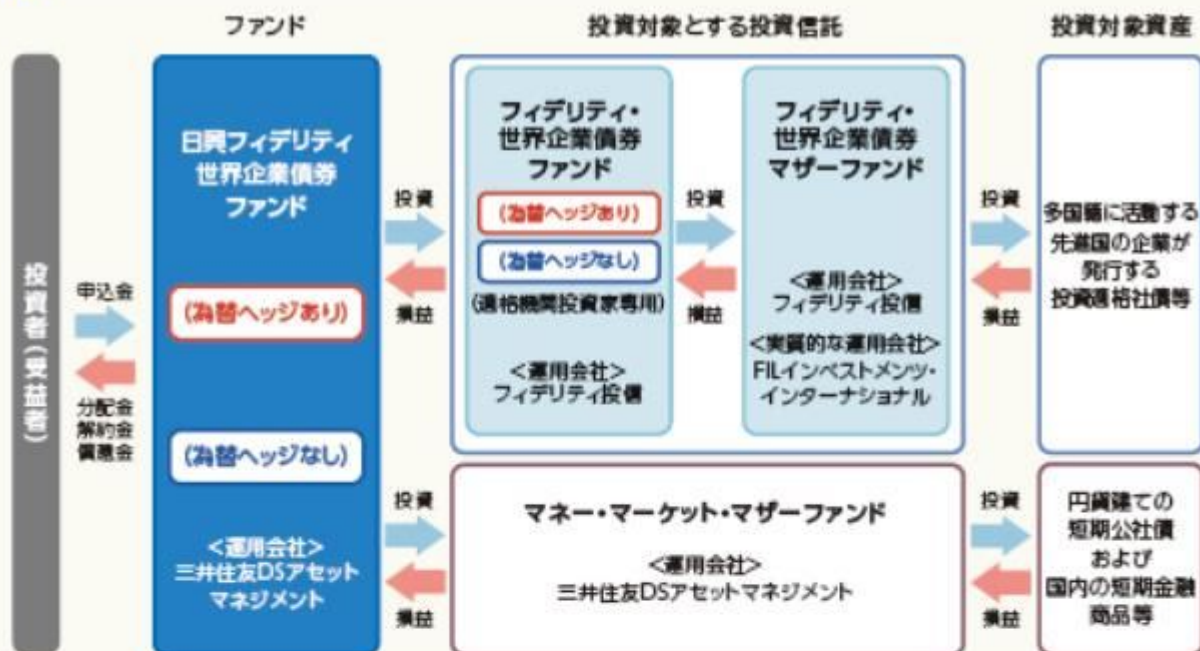 ファンド
投資対象とする投資信託
投資対象資産
投資者(受益者)
申込金
分配金
解約金
償還金
日興フィデリティ
世界企業債券
ファンド
(為替ヘッジあり)
(為替ヘッジなし)
<運用会社>
三井住友DSアセット
マネジメント
投資
損益
フィデリティ・
世界企業債券
ファンド
(為替ヘッジあり)
(為替ヘッジなし)
(適格機関投資家専用)
<運用会社>
フィデリティ投信
投資
損益
フィデリティ・
世界企業債券
マザーファンド
<運用会社>
フィデリティ投信
<実質的な運用会社>
FILインベストメンツ・
インターナショナル
投資
損益
多国籍に活動する
先進国の企業が
発行する
投資適格社債等
投資
損益
マネー・マーケット・マザーファンド
<運用会社>
三井住友DSアセットマネジメント
投資
損益
円貨建ての
短期公社債
および
国内の短期金融
商品等